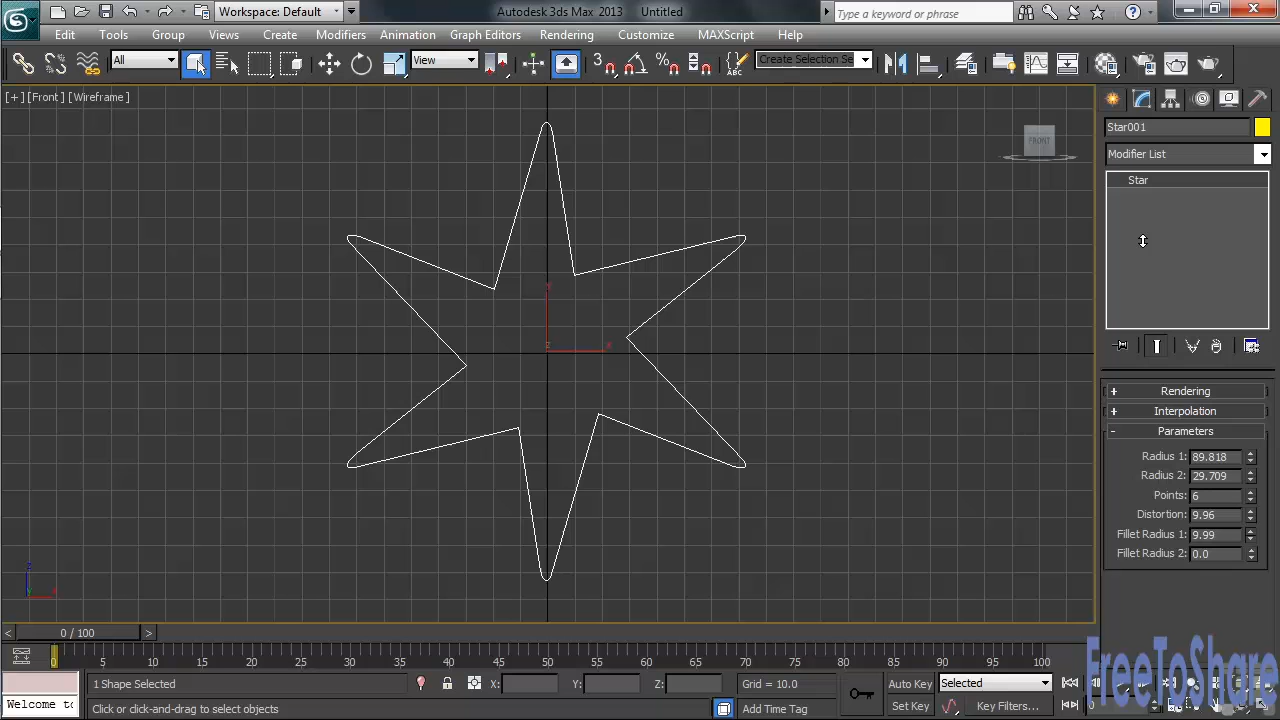 Workspace: Default
Autodesk 3ds Max 2013
Untitled
Type a keyword or phrase
Edit
Tools
Group
Views
Create
Modifiers
Animation
Graph Editors
Rendering
Customize
MAXScript
Help
All
View
3
Create Selection Se
[+] [Front] [Wireframe]
FRONT
Star001
Modifier List
Star
Y
X
Z
+ Rendering
+ Interpolation
- Parameters
Radius 1: 89.818
Radius 2: 29.709
Points: 6
Distortion: 9.96
Fillet Radius 1: 9.99
Fillet Radius 2: 0.0
< 0 / 100 >
0 5 10 15 20 25 30 35 40 45 50 55 60 65 70 75 80 85 90 95 100
FreeToShare
1 Shape Selected
X:
Y:
Z:
Grid = 10.0
Auto Key
Selected
Welcome to
Click or click-and-drag to select objects
Add Time Tag
Set Key
Key Filters...
0